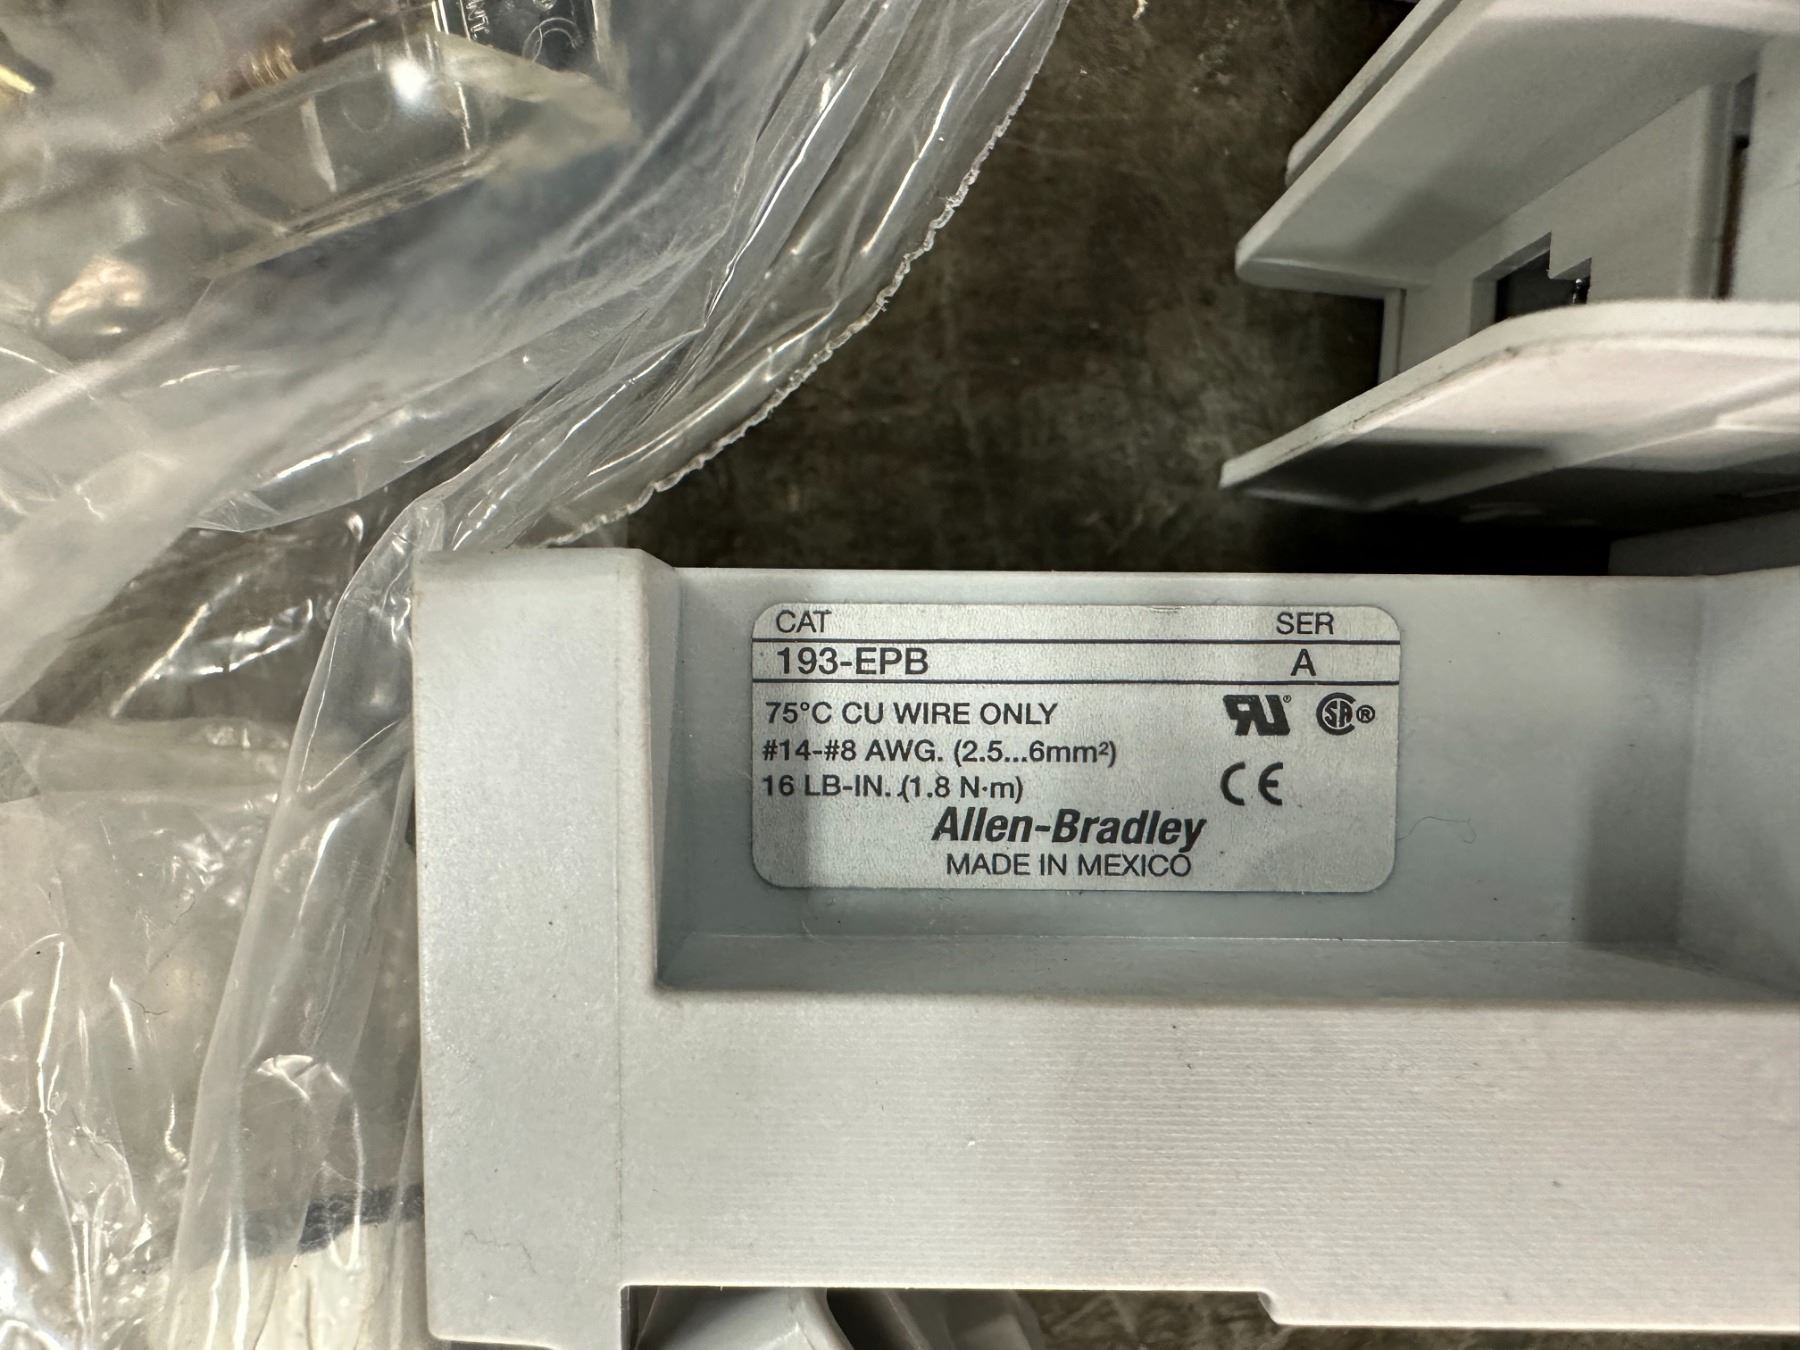 CAT SER
193-EPB A
75°C CU WIRE ONLY
#14-#8 AWG. (2.5...6mm²)
16 LB-IN. (1.8 N·m)
Allen-Bradley
MADE IN MEXICO